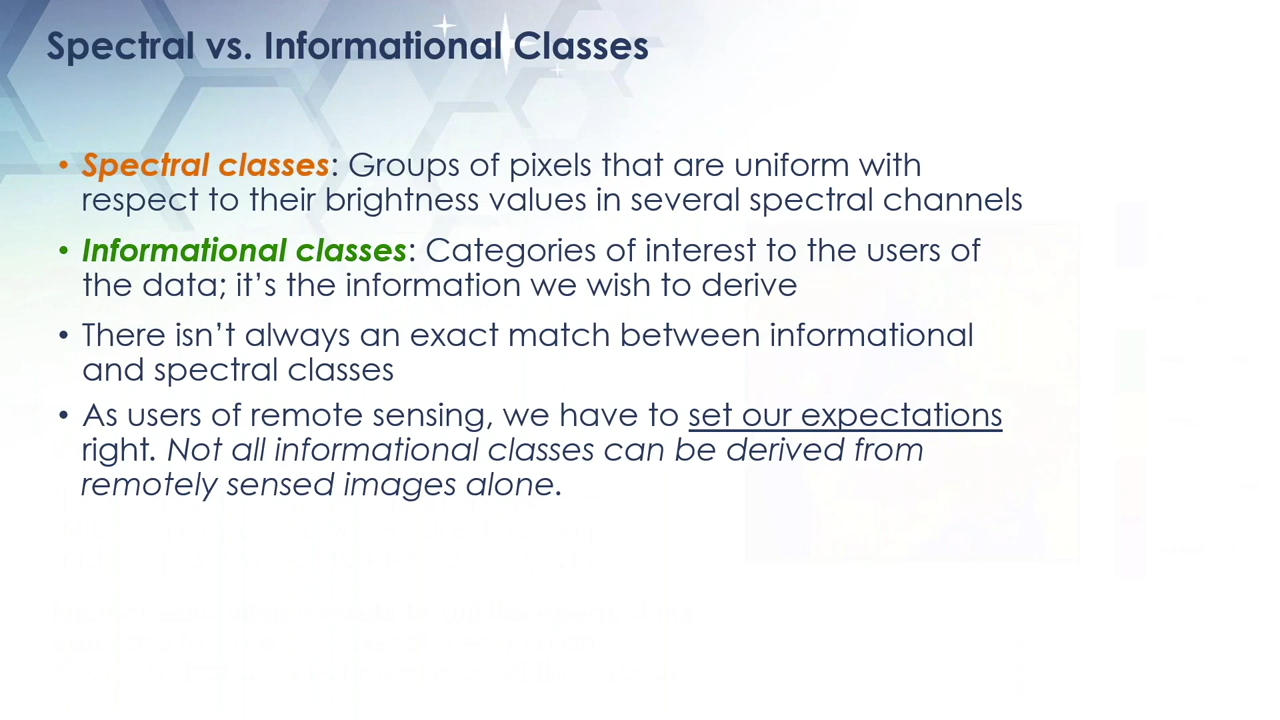 Spectral vs. Informational Classes
• Spectral classes: Groups of pixels that are uniform with
respect to their brightness values in several spectral channels
• Informational classes: Categories of interest to the users of
the data; it’s the information we wish to derive
• There isn’t always an exact match between informational
and spectral classes
• As users of remote sensing, we have to set our expectations
right. Not all informational classes can be derived from
remotely sensed images alone.